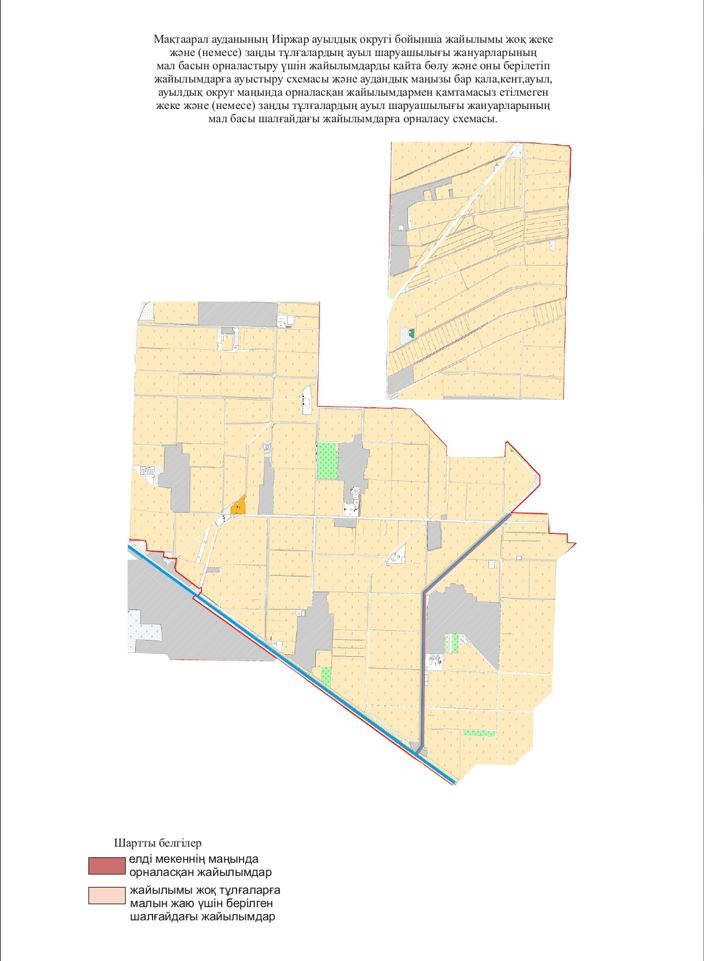 Мақтаарал ауданының Иіржар ауылдық округі бойынша жайылымы жоқ жеке
және (немесе) заңды тұлғалардың ауыл шаруашылығы жануарларының
мал басын орналастыру үшін жайылымдарды қайта бөлу және оны берілетіп
жайылымдарға ауыстыру схемасы және аудандық маңызы бар қала,кент,ауыл,
ауылдық округ маңында орналасқан жайылымдармен қамтамасыз етілмеген
жеке және (немесе) заңды тұлғалардың ауыл шаруашылығы жануарларының
мал басы шалғайдағы жайылымдарға орналасу схемасы.
Шартты белгілер
елді мекеннің маңында
орналасқан жайылымдар
жайылымы жоқ тұлғаларға
малын жаю үшін берілген
шалғайдағы жайылымдар